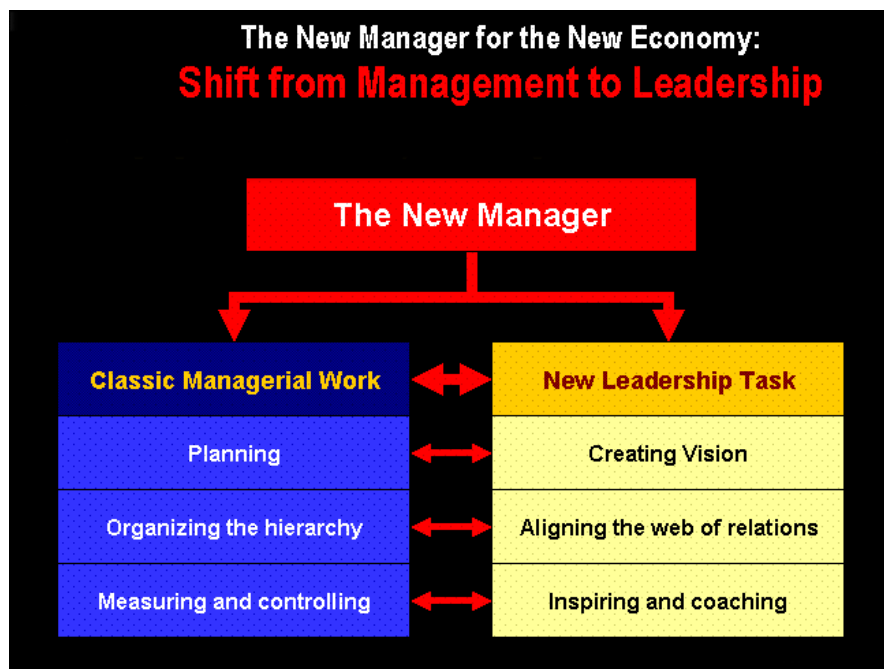 The New Manager for the New Economy:
Shift from Management to Leadership
The New Manager
Classic Managerial Work
New Leadership Task
Planning
Creating Vision
Organizing the hierarchy
Aligning the web of relations
Measuring and controlling
Inspiring and coaching